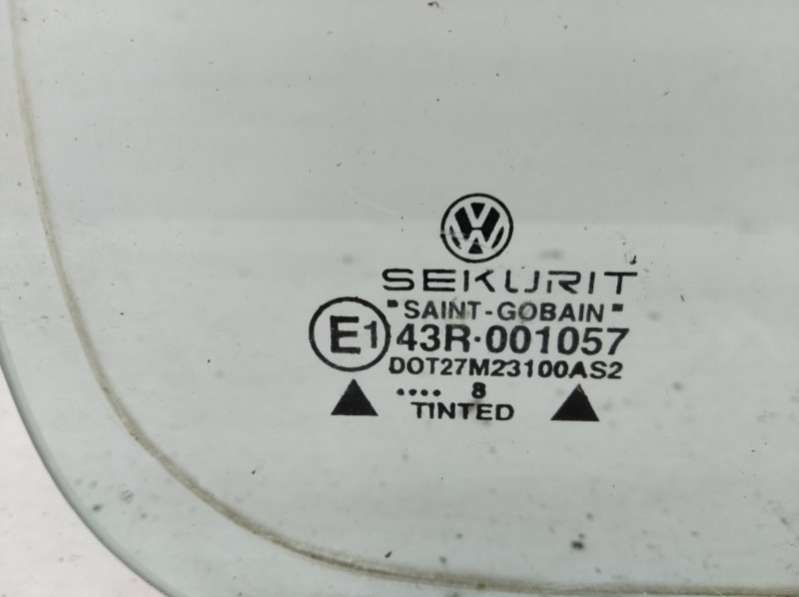 SEKURIT
"SAINT-GOBAIN"
E1 43R·001057
DOT27M23100AS2
.... 8
TINTED